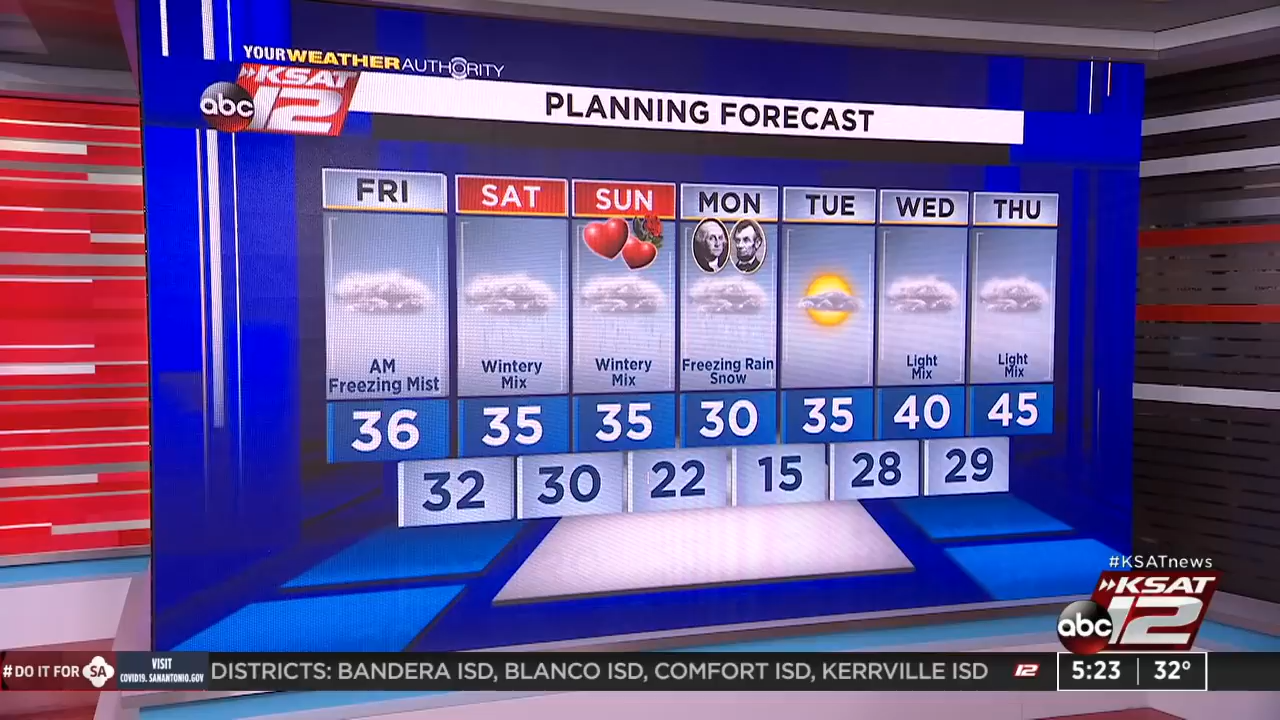 YOURWEATHERAUTHORITY
KSAT
abc 12
PLANNING FORECAST
FRI SAT SUN MON TUE WED THU
AM
Freezing Mist
Wintery
Mix
Wintery
Mix
Freezing Rain
Snow
Light
Mix
Light
Mix
36 35 35 30 35 40 45
32 30 22 15 28 29
#KSATnews
KSAT
abc 12
#DO IT FOR SA
VISIT
COVID19.SANANTONIO.GOV
DISTRICTS: BANDERA ISD, BLANCO ISD, COMFORT ISD, KERRVILLE ISD 12
5:23 32°